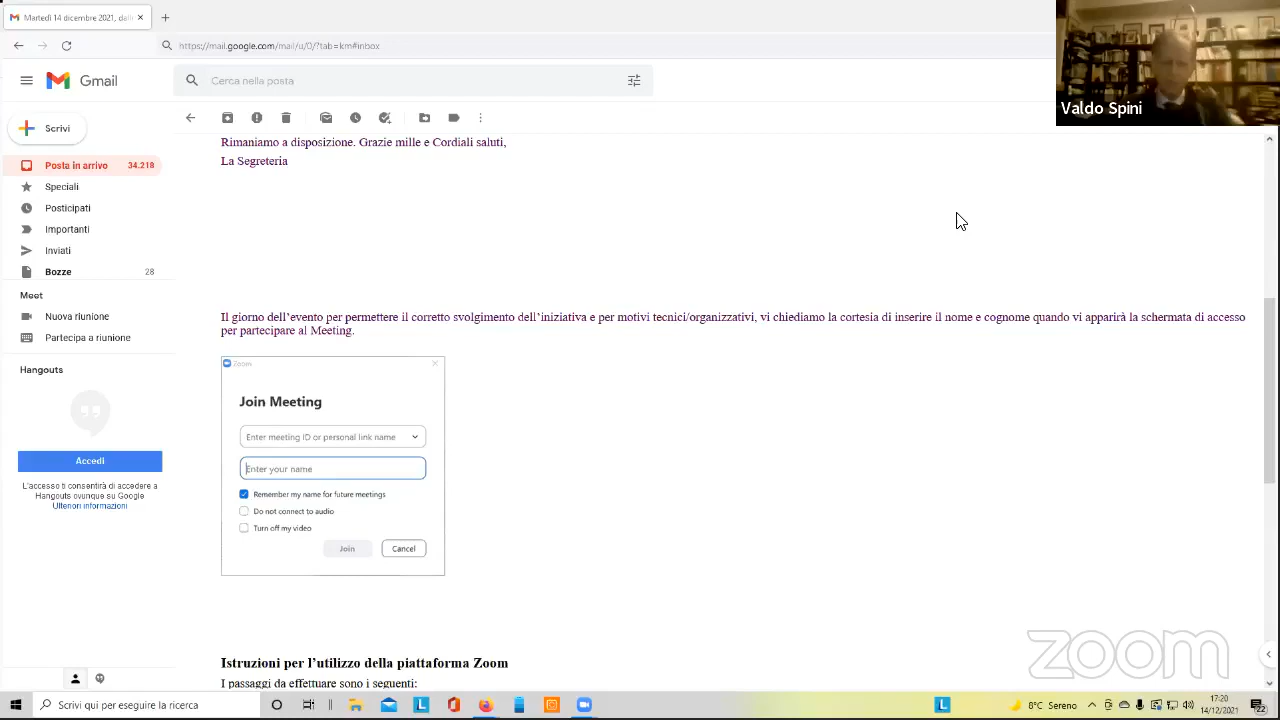 Martedì 14 dicembre 2021, dall
https://mail.google.com/mail/u/0/?tab=km#inbox
Valdo Spini
Gmail
Cerca nella posta
Scrivi
Rimaniamo a disposizione. Grazie mille e Cordiali saluti,
La Segreteria
Posta in arrivo 34.218
Speciali
Posticipati
Importanti
Inviati
Bozze 28
Meet
Nuova riunione
Partecipa a riunione
Hangouts
Accedi
L'accesso ti consentirà di accedere a
Hangouts ovunque su Google
Ulteriori informazioni
Il giorno dell'evento per permettere il corretto svolgimento dell'iniziativa e per motivi tecnici/organizzativi, vi chiediamo la cortesia di inserire il nome e cognome quando vi apparirà la schermata di accesso
per partecipare al Meeting.
Zoom
Join Meeting
Enter meeting ID or personal link name
Enter your name
Remember my name for future meetings
Do not connect to audio
Turn off my video
Join Cancel
Istruzioni per l'utilizzo della piattaforma Zoom
I passaggi da effettuare sono i seguenti:
zoom
Scrivi qui per eseguire la ricerca
L
L
8°C Sereno
17:20
14/12/2021
22